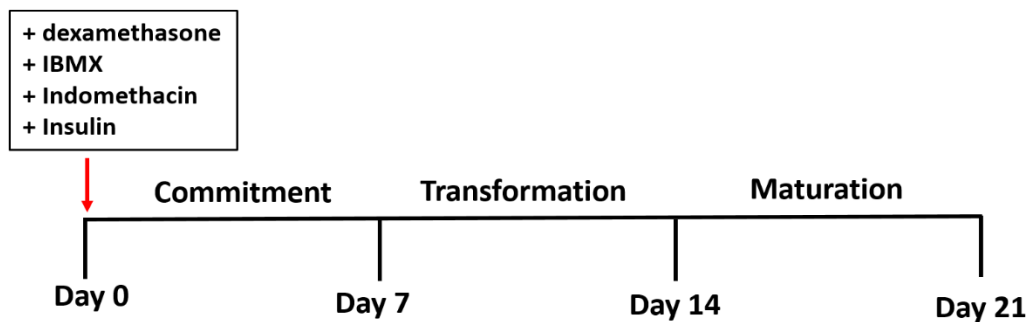 + dexamethasone
+ IBMX
+ Indomethacin
+ Insulin
Commitment Transformation Maturation
Day 0 Day 7 Day 14 Day 21